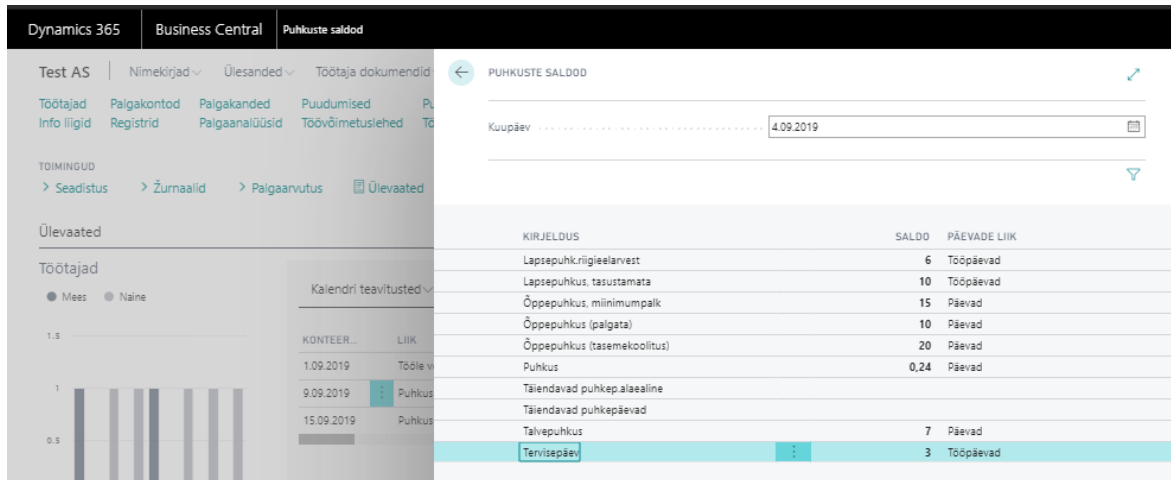 Dynamics 365 Business Central Puhkuste saldod
Test AS Nimekirjad Ülesanded Töötaja dokumendid
Töötajad Palgakontod Palgakanded Puudumised
Info liigid Registrid Palgaanalüüsid Töövõimetuslehed
TOIMINGUD
> Seadistus > Žurnaalid > Palgaarvutus Ülevaated
Ülevaated
Töötajad
Mees Naine
1.5
1
0.5
Kalendri teavitusted
KONTEER... LIIK
1.09.2019 Tööle
9.09.2019 Puhkus
15.09.2019 Puhkus
PUHKUSTE SALDOD
Kuupäev 4.09.2019
KIRJELDUS SALDO PÄEVADE LIIK
Lapsepuhk.riigieelarvest 6 Tööpäevad
Lapsepuhkus, tasustamata 10 Tööpäevad
Õppepuhkus, miinimumpalk 15 Päevad
Õppepuhkus (palgata) 10 Päevad
Õppepuhkus (tasemekoolitus) 20 Päevad
Puhkus 0,24 Päevad
Täiendavad puhkep.alaealine
Täiendavad puhkepäevad
Talvepuhkus 7 Päevad
Tervisepäev 3 Tööpäevad